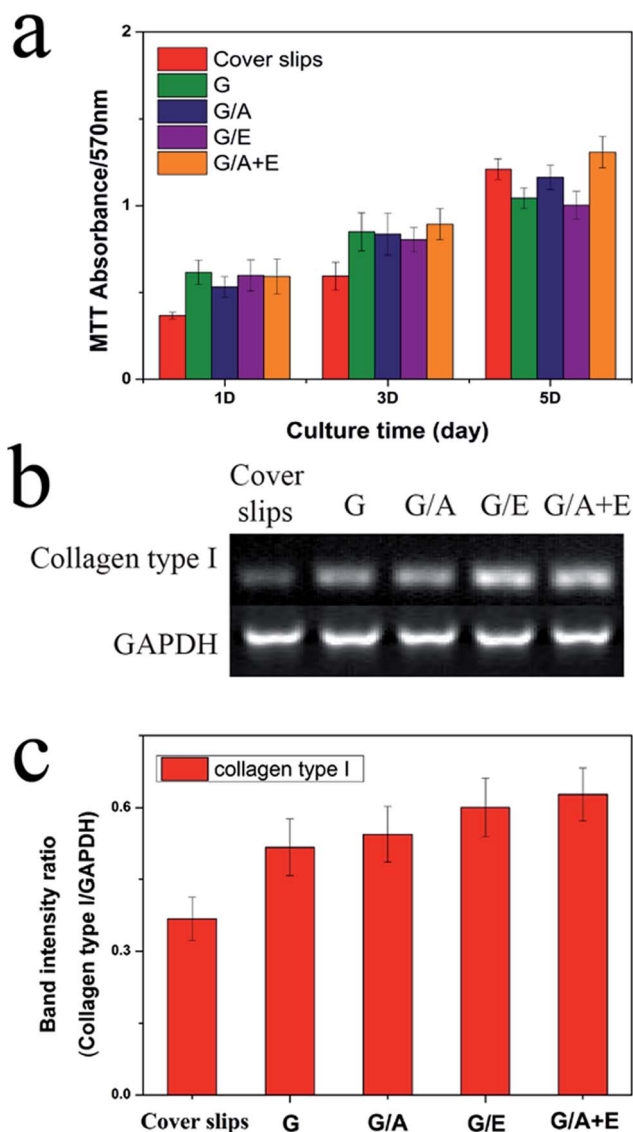 a
2
1
0
MTT Absorbance/570nm
Cover slips
G
G/A
G/E
G/A+E
1D
3D
5D
Culture time (day)
b
Cover
slips
G
G/A
G/E
G/A+E
Collagen type I
GAPDH
c
collagen type I
0.6
0.3
0.0
Band intensity ratio
(Collagen type I/GAPDH)
Cover slips
G
G/A
G/E
G/A+E